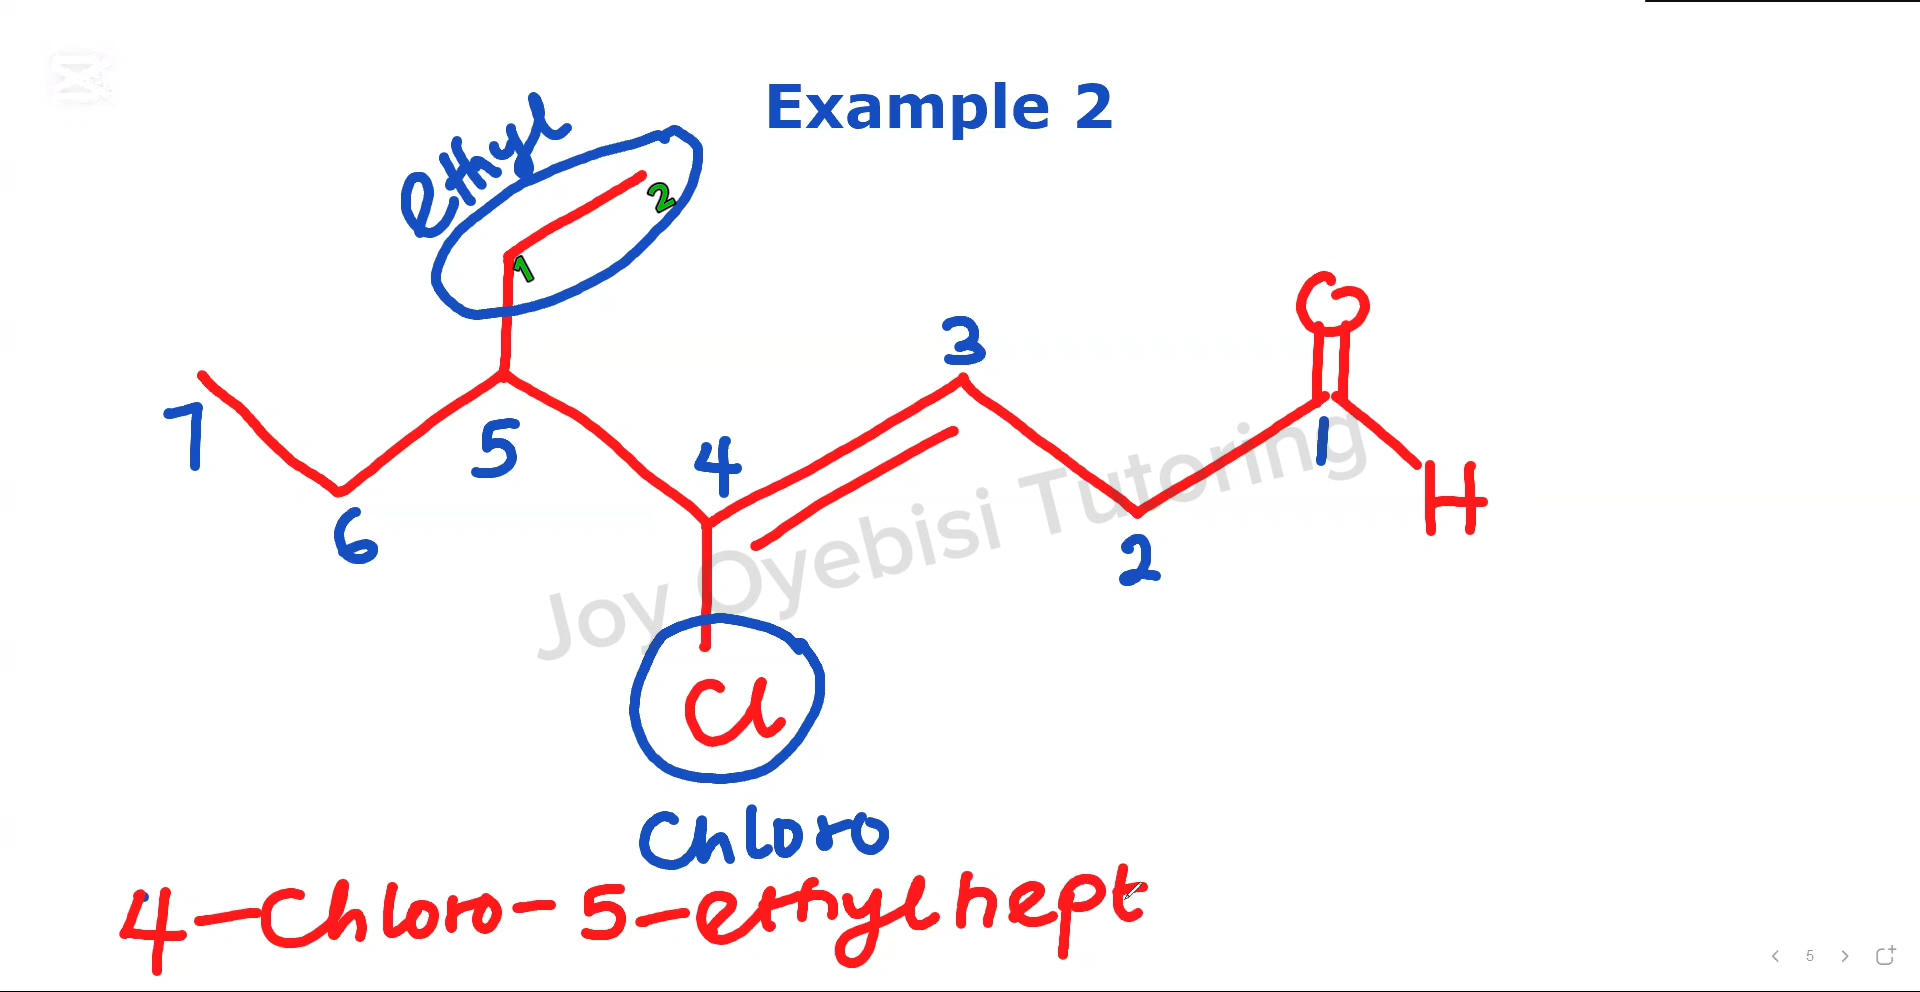 Example 2
ethyl
2
1
O
3
7
5
4
1
H
6
2
Joy Oyebisi Tutoring
Cl
Chloro
4-Chloro-5-ethylhept
5